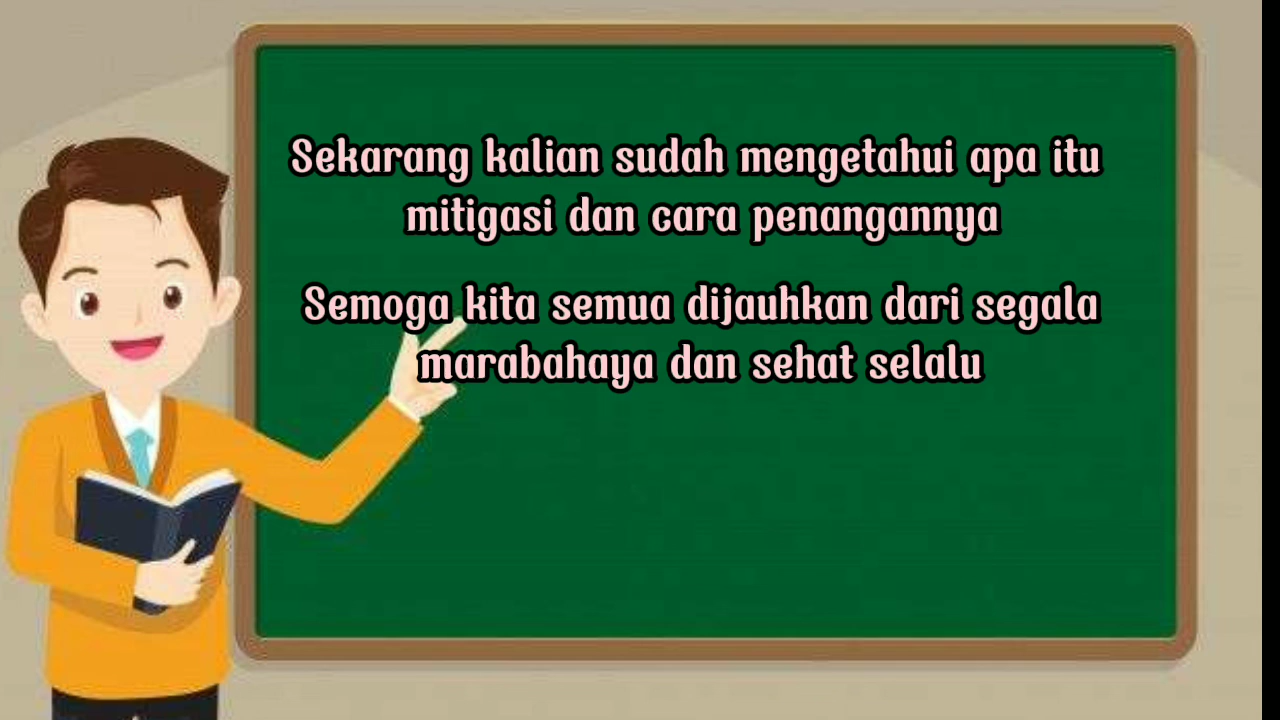 Sekarang kalian sudah mengetahui apa itu
mitigasi dan cara penangannya
Semoga kita semua dijauhkan dari segala
marabahaya dan sehat selalu